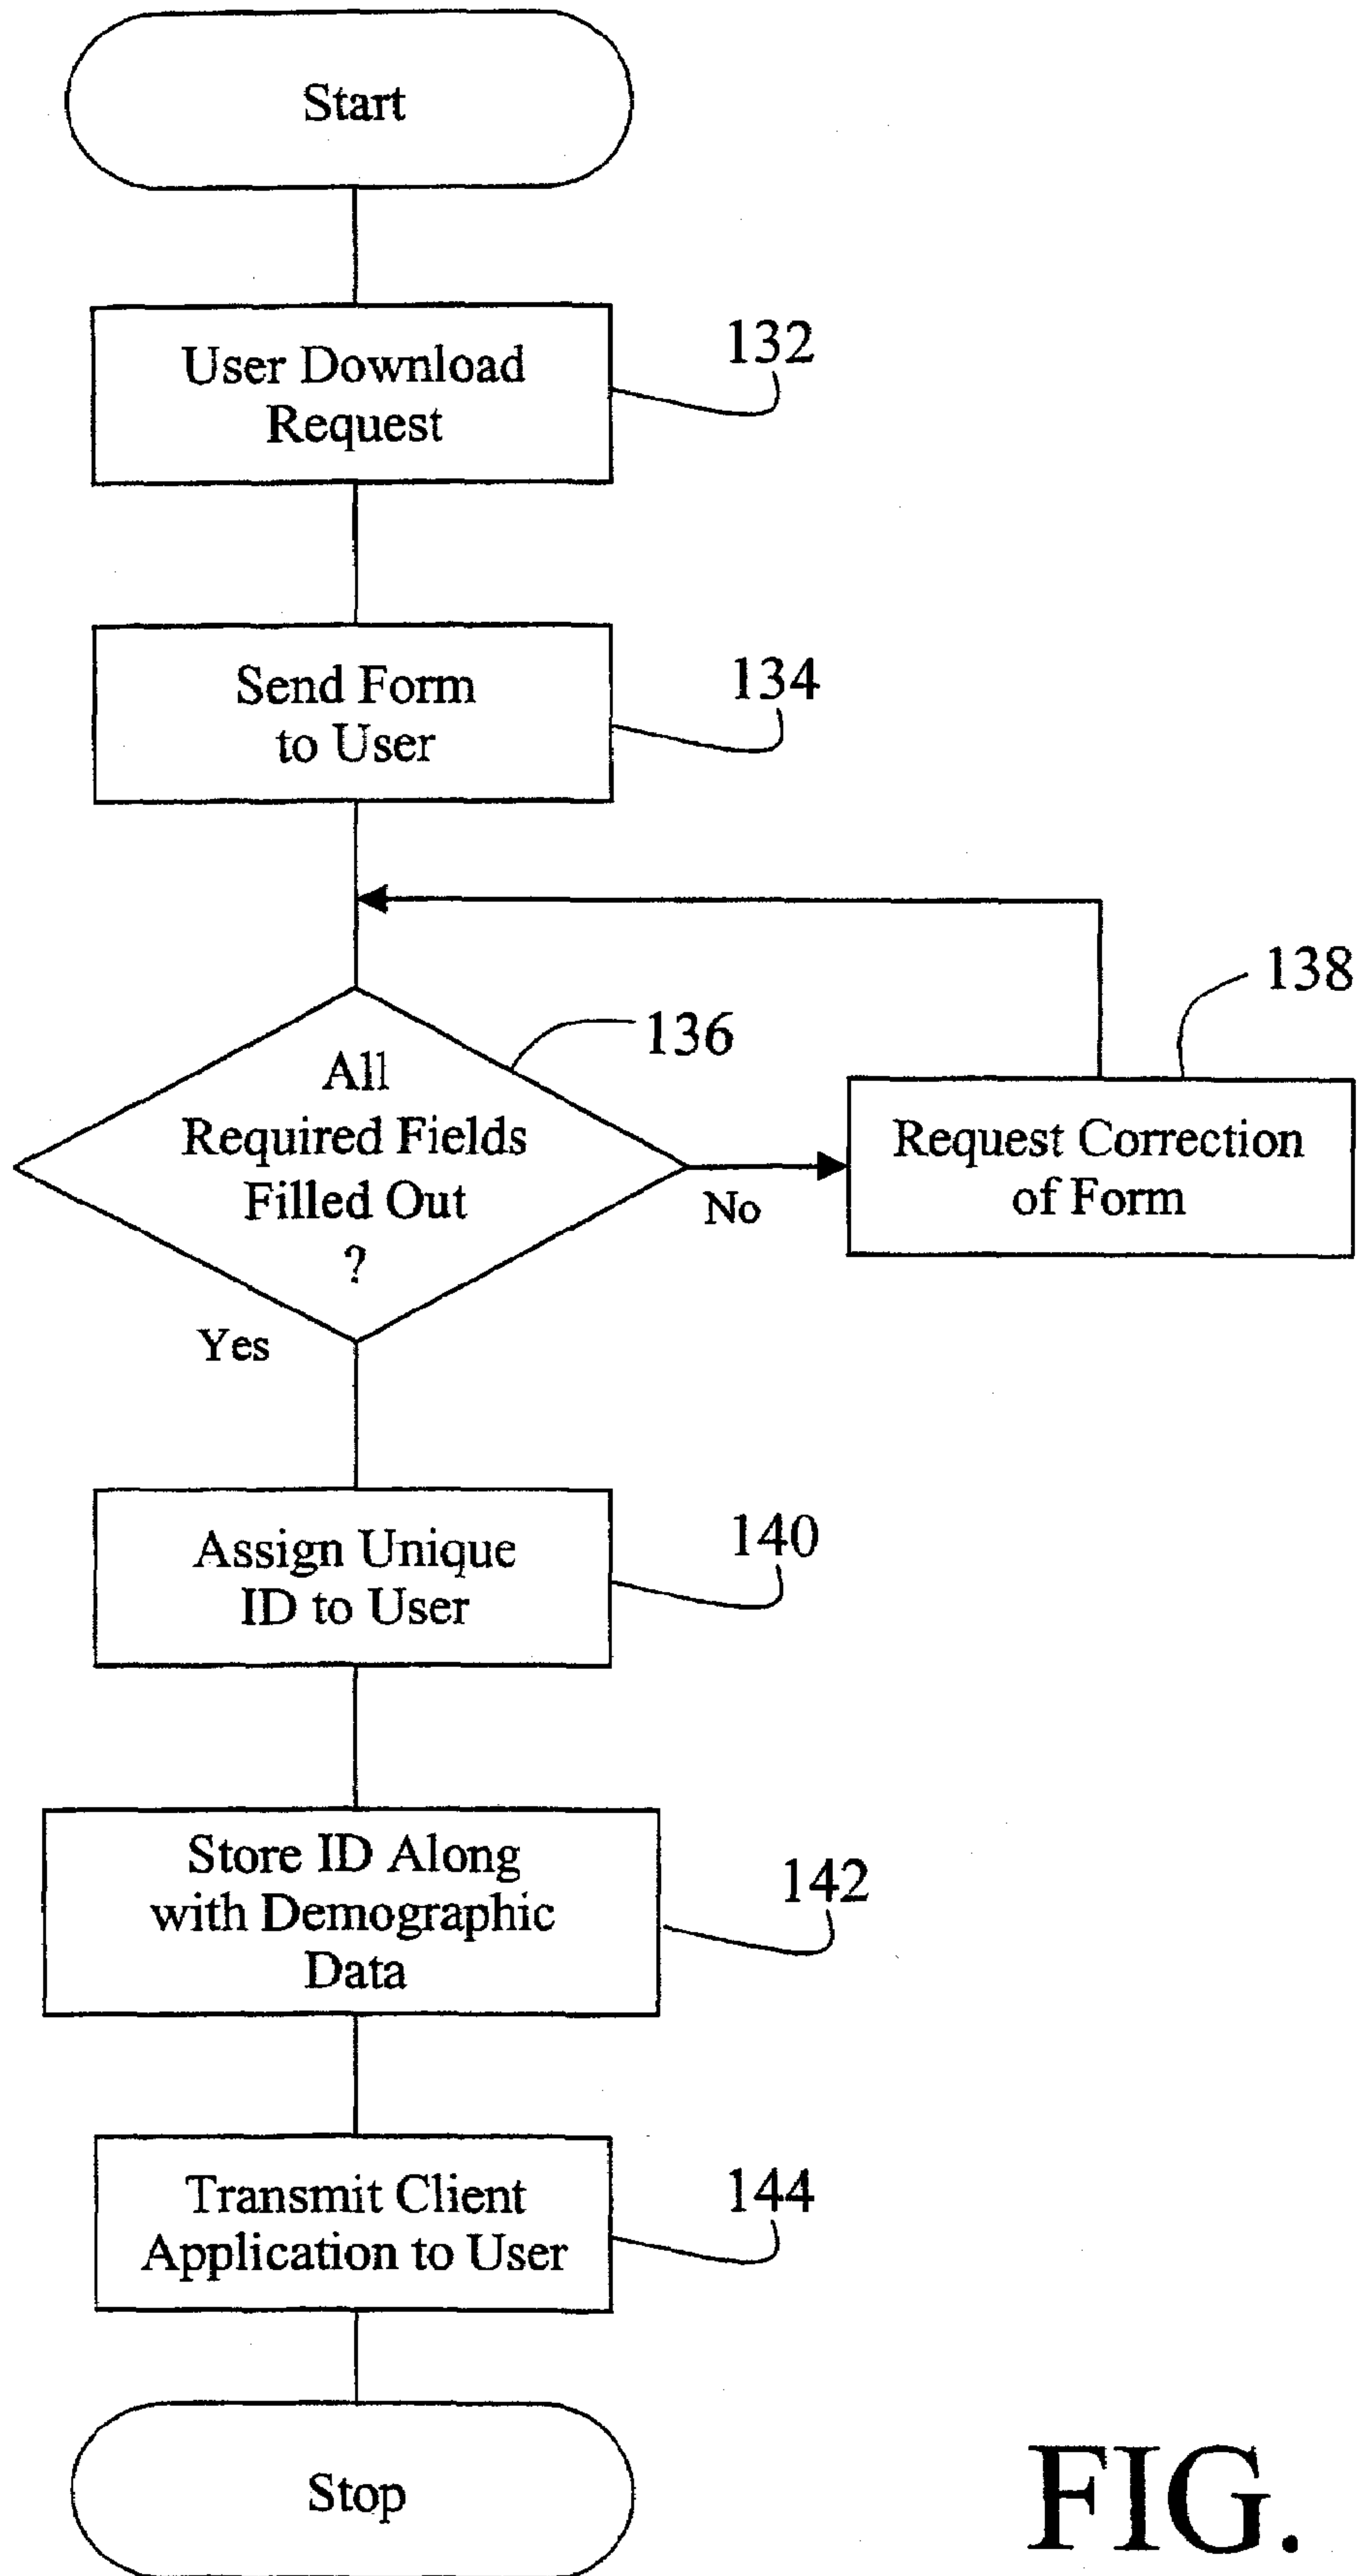 Start
User Download
Request
132
Send Form
to User
134
138
136
All
Required Fields
Filled Out
?
No
Request Correction
of Form
Yes
Assign Unique
ID to User
140
Store ID Along
with Demographic
Data
142
Transmit Client
Application to User
144
Stop
FIG.